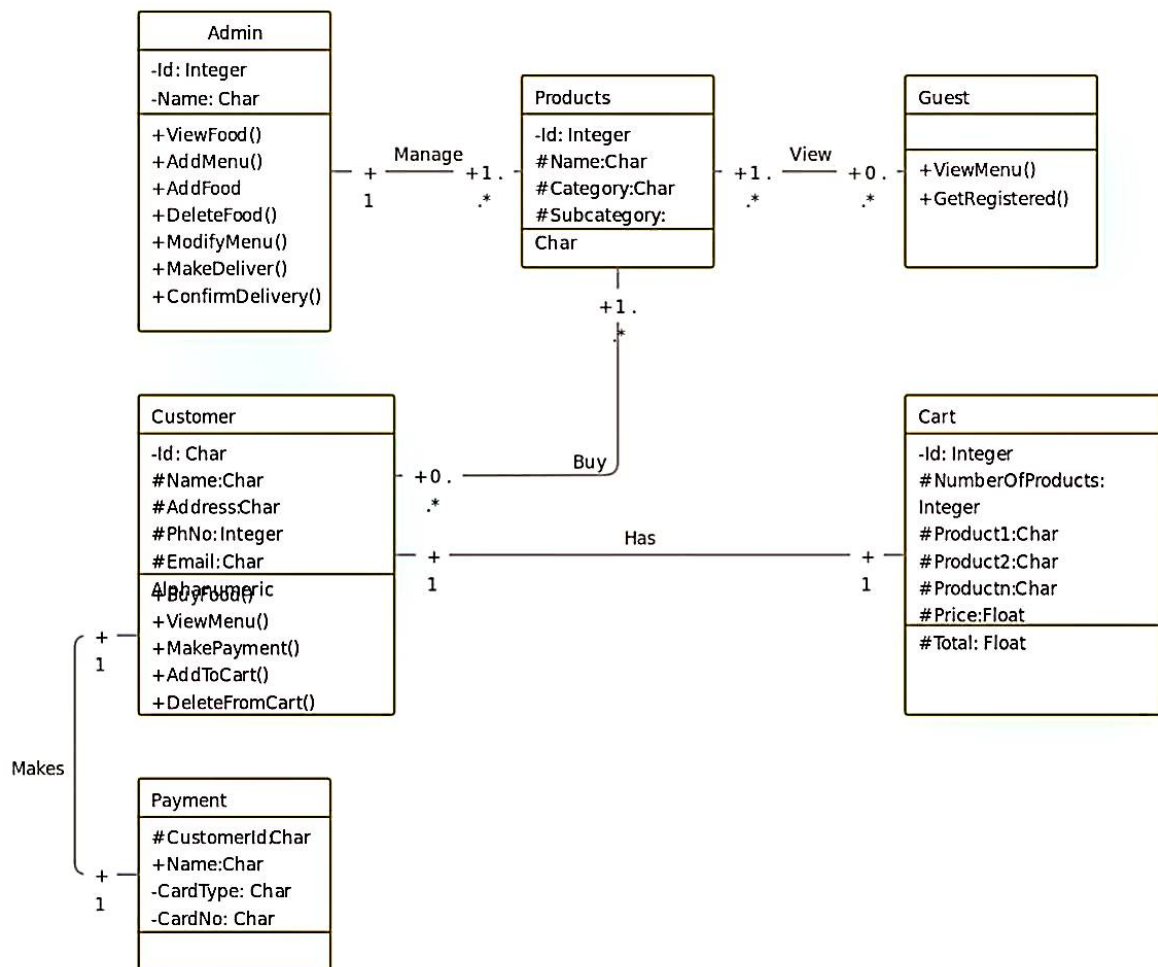 Admin
-Id: Integer
-Name: Char
+ViewFood()
+AddMenu()
+AddFood
+DeleteFood()
+ModifyMenu()
+MakeDeliver()
+ConfirmDelivery()
Manage
+
1
+1.
.*
Products
-Id: Integer
#Name:Char
#Category:Char
#Subcategory:
Char
View
+1.
.*
+0.
.*
Guest
+ViewMenu()
+GetRegistered()
+1.
.*
Buy
+0.
.*
Customer
-Id: Char
#Name:Char
#Address:Char
#PhNo:Integer
#Email:Char
Alphanumeric
+BuyFood()
+ViewMenu()
+MakePayment()
+AddToCart()
+DeleteFromCart()
Has
+
1
+
1
Cart
-Id: Integer
#NumberOfProducts:
Integer
#Product1:Char
#Product2:Char
#Productn:Char
#Price:Float
#Total: Float
+
1
Makes
+
1
Payment
#CustomerId:Char
+Name:Char
-CardType: Char
-CardNo: Char